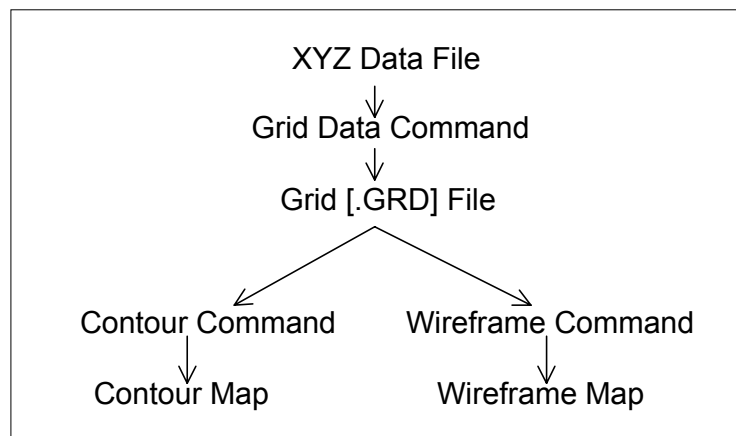 XYZ Data File
Grid Data Command
Grid [.GRD] File
Contour Command
Wireframe Command
Contour Map
Wireframe Map